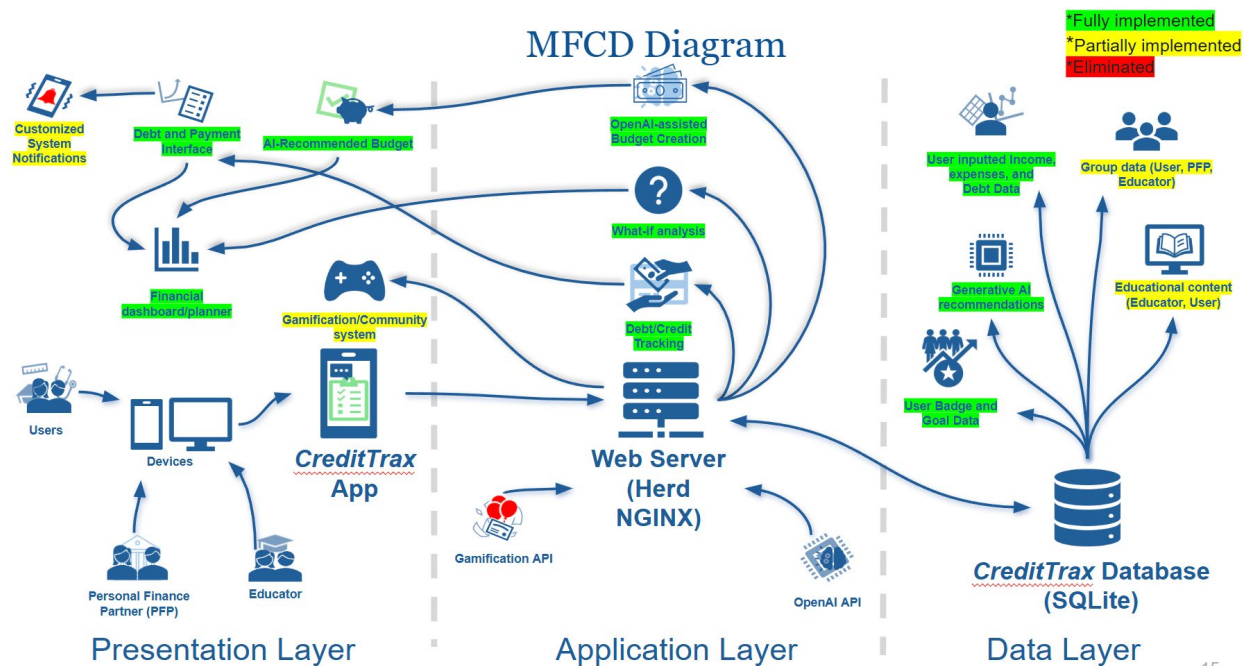 MFCD Diagram
*Fully implemented
*Partially implemented
*Eliminated
Customized
System
Notifications
Debt and Payment
Interface
AI-Recommended Budget
OpenAI-assisted
Budget Creation
User inputted Income,
expenses, and
Debt Data
Group data (User, PFP,
Educator)
What-if analysis
Financial
dashboard/planner
Gamification/Community
system
Debt/Credit
Tracking
Generative AI
recommendations
Educational content
(Educator, User)
User Badge and
Goal Data
Users
Devices
CreditTrax
App
Web Server
(Herd
NGINX)
Gamification API
OpenAI API
Personal Finance
Partner (PFP)
Educator
CreditTrax Database
(SQLite)
Presentation Layer
Application Layer
Data Layer
15